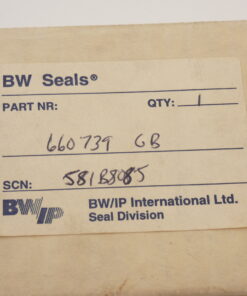 BW Seals®
PART NR: QTY: 1
660739 GB
SCN: 581B8085
BW/IP BW/IP International Ltd.
Seal Division